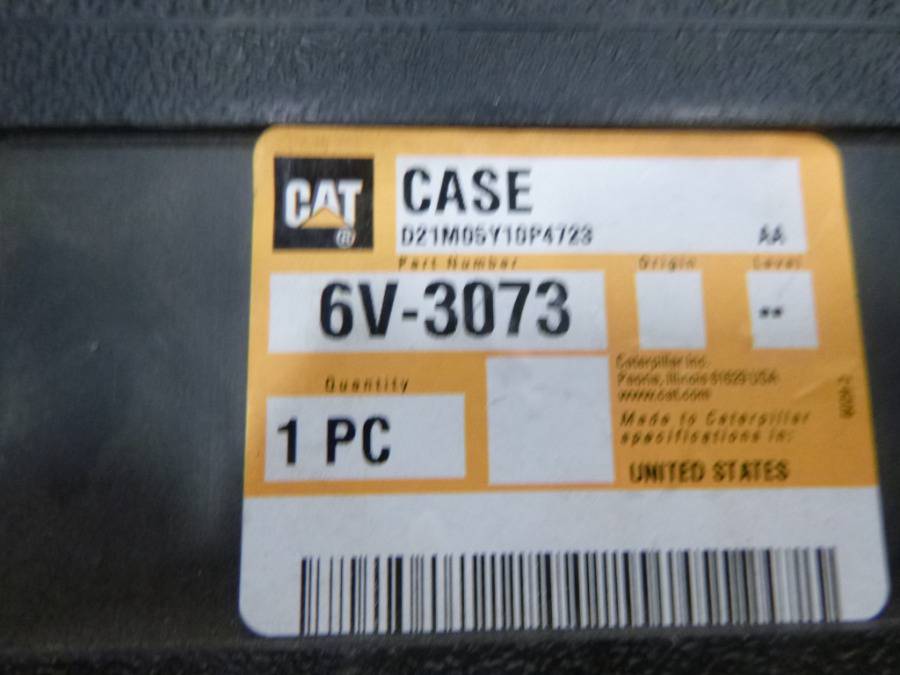 CAT
®
CASE
D21M05Y10P4723 AA
Part Number Origin Level
6V-3073 --
Quantity
1 PC
Caterpillar Inc.
Peoria, Illinois 61629 USA
www.cat.com
Made to Caterpillar
specifications in:
UNITED STATES